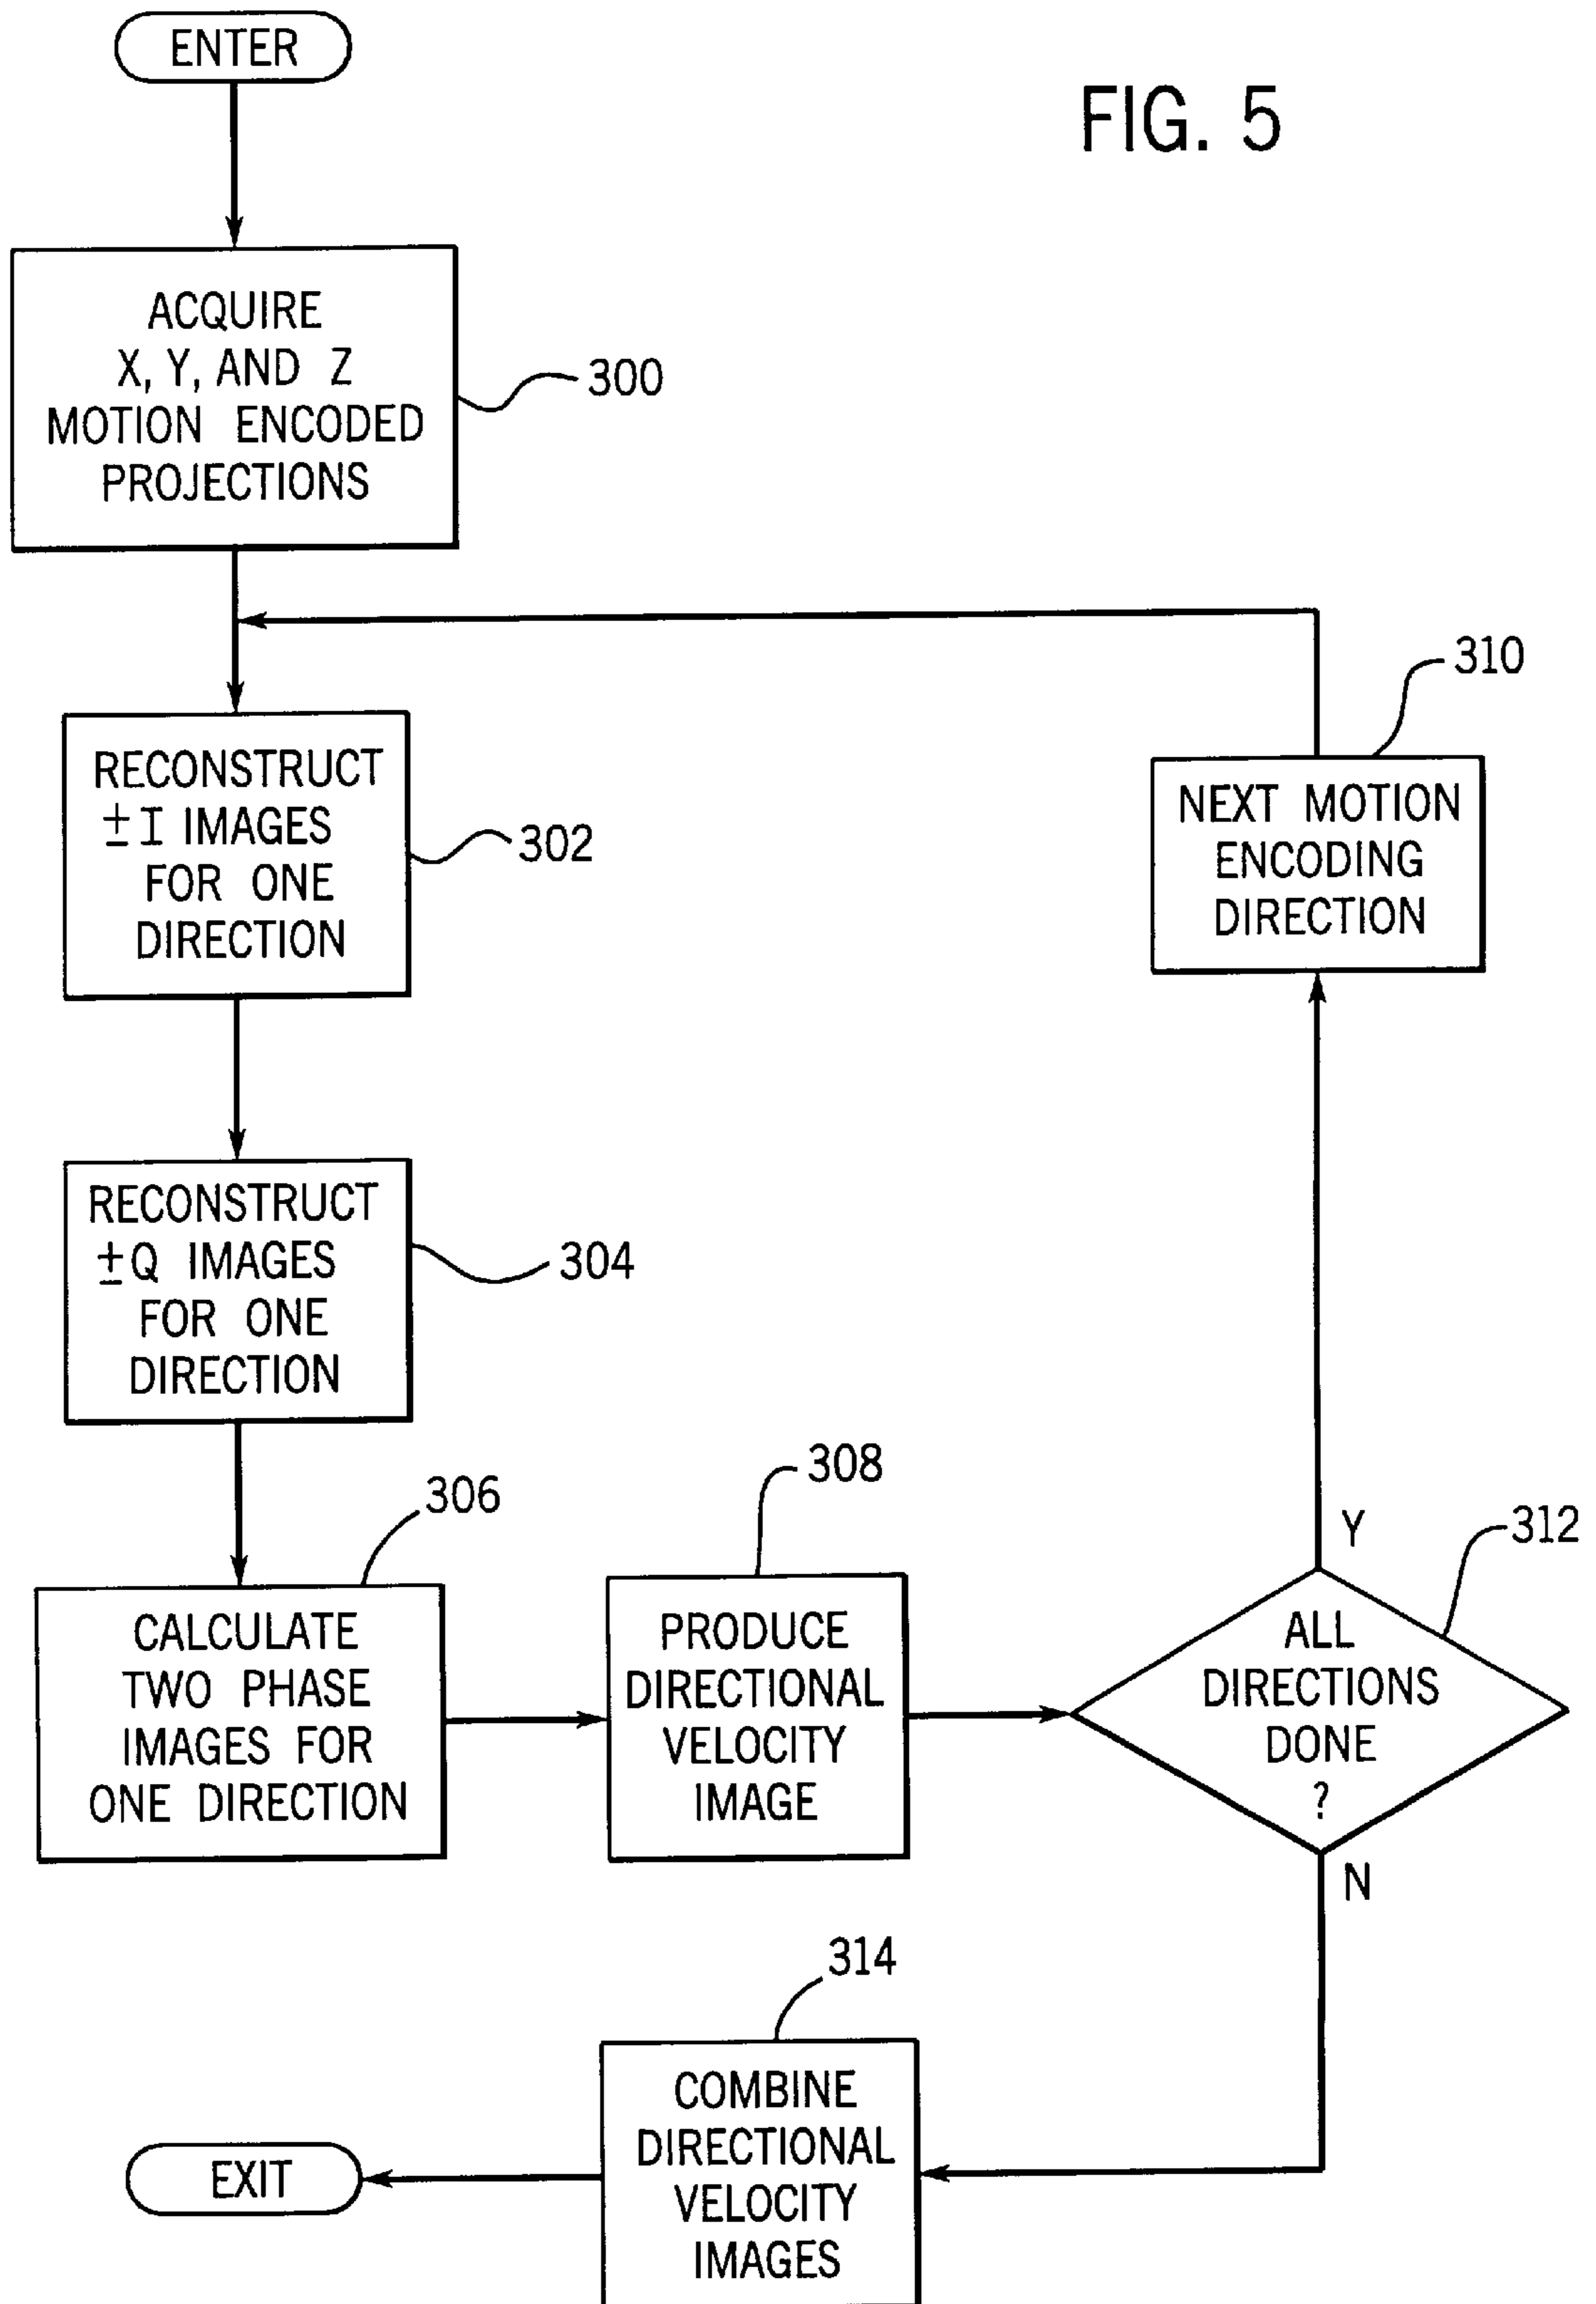 ENTER
FIG. 5
ACQUIRE
X, Y, AND Z
MOTION ENCODED
PROJECTIONS
300
310
RECONSTRUCT
±I IMAGES
FOR ONE
DIRECTION
302
NEXT MOTION
ENCODING
DIRECTION
RECONSTRUCT
±Q IMAGES
FOR ONE
DIRECTION
304
306
308
Y
312
CALCULATE
TWO PHASE
IMAGES FOR
ONE DIRECTION
PRODUCE
DIRECTIONAL
VELOCITY
IMAGE
ALL
DIRECTIONS
DONE
?
N
314
COMBINE
DIRECTIONAL
VELOCITY
IMAGES
EXIT